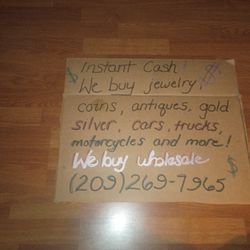 Instant Cash!
$ We buy jewelry, $
coins, antiques, gold
silver, cars, trucks,
motorcycles and more!
We buy wholesale
(209)269-7965 $